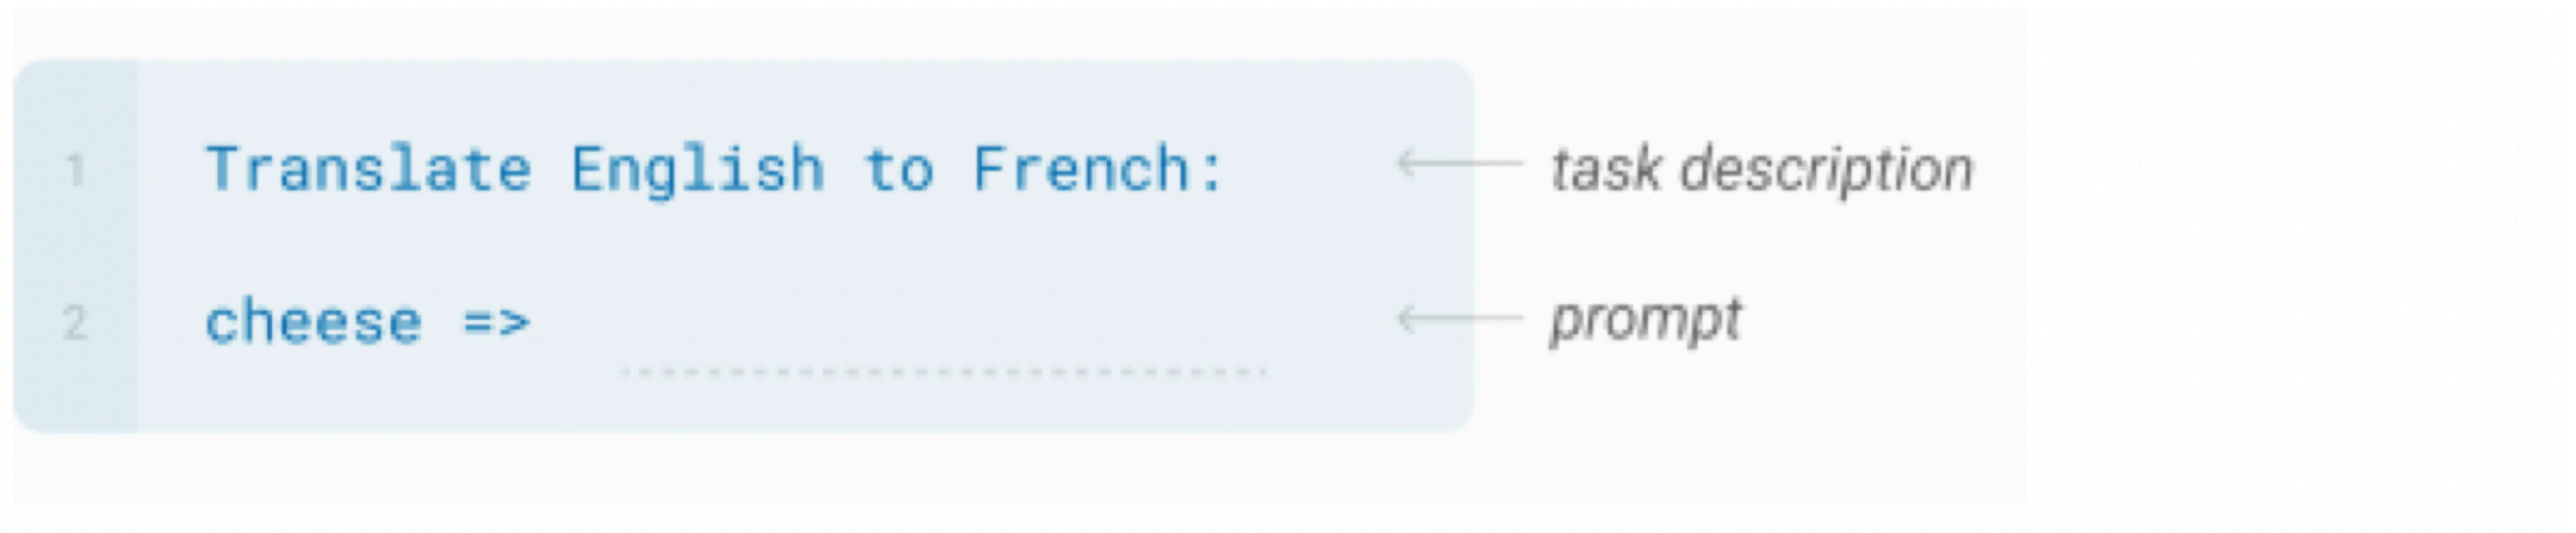 1 Translate English to French: task description
2 cheese => prompt